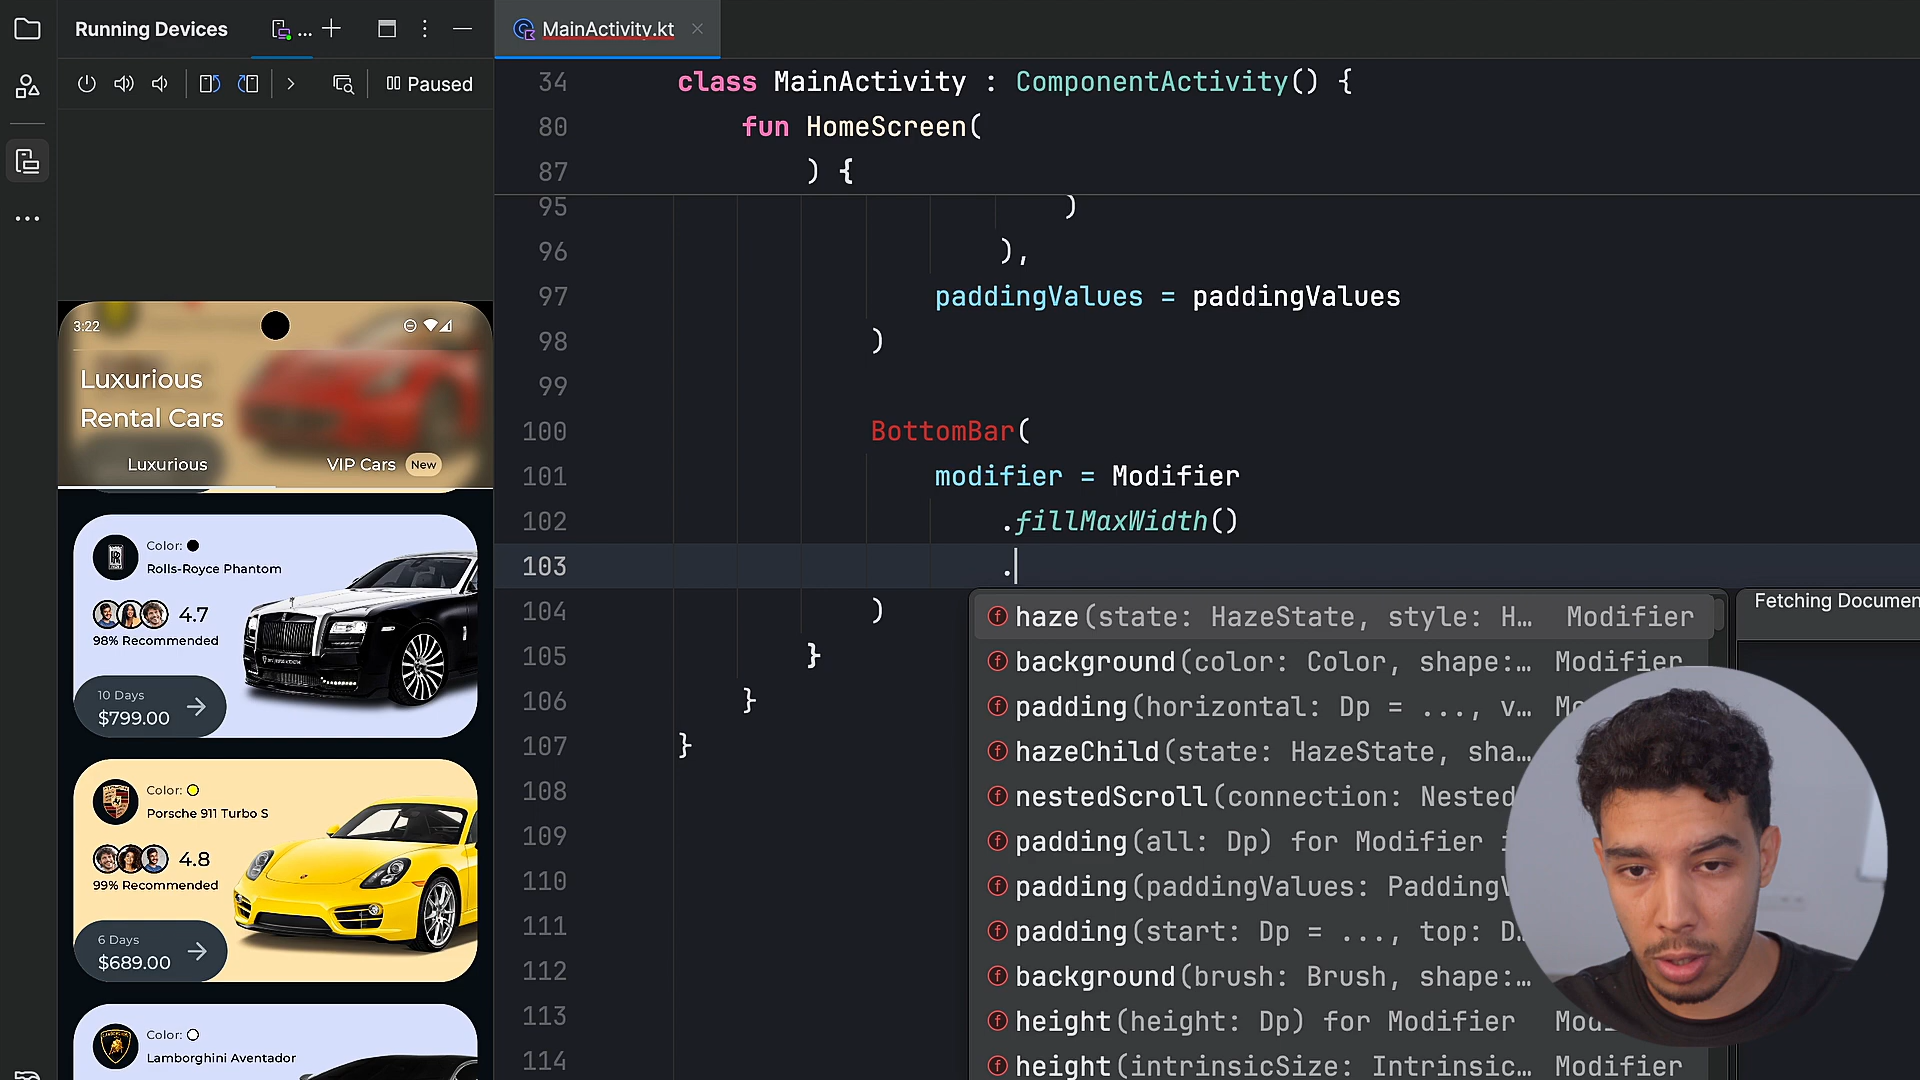 Running Devices
...
MainActivity.kt
Paused
34 class MainActivity : ComponentActivity() {
80 fun HomeScreen(
87 ) {
95 )
96 ),
97 paddingValues = paddingValues
98 )
99
100 BottomBar(
101 modifier = Modifier
102 .fillMaxWidth()
103 .
104 )
105 }
106 }
107 }
108
109
110
111
112
113
114
haze(state: HazeState, style: H… Modifier
background(color: Color, shape:… Modifier
padding(horizontal: Dp = ..., v… Mo
hazeChild(state: HazeState, sha…
nestedScroll(connection: Nested
padding(all: Dp) for Modifier i
padding(paddingValues: PaddingV
padding(start: Dp = ..., top: D…
background(brush: Brush, shape:…
height(height: Dp) for Modifier Modi
height(intrinsicSize: Intrinsic… Modifier
Fetching Documen
3:22
Luxurious
Rental Cars
Luxurious
VIP Cars New
Color:
Rolls-Royce Phantom
4.7
98% Recommended
10 Days
$799.00
Color:
Porsche 911 Turbo S
4.8
99% Recommended
6 Days
$689.00
Color:
Lamborghini Aventador